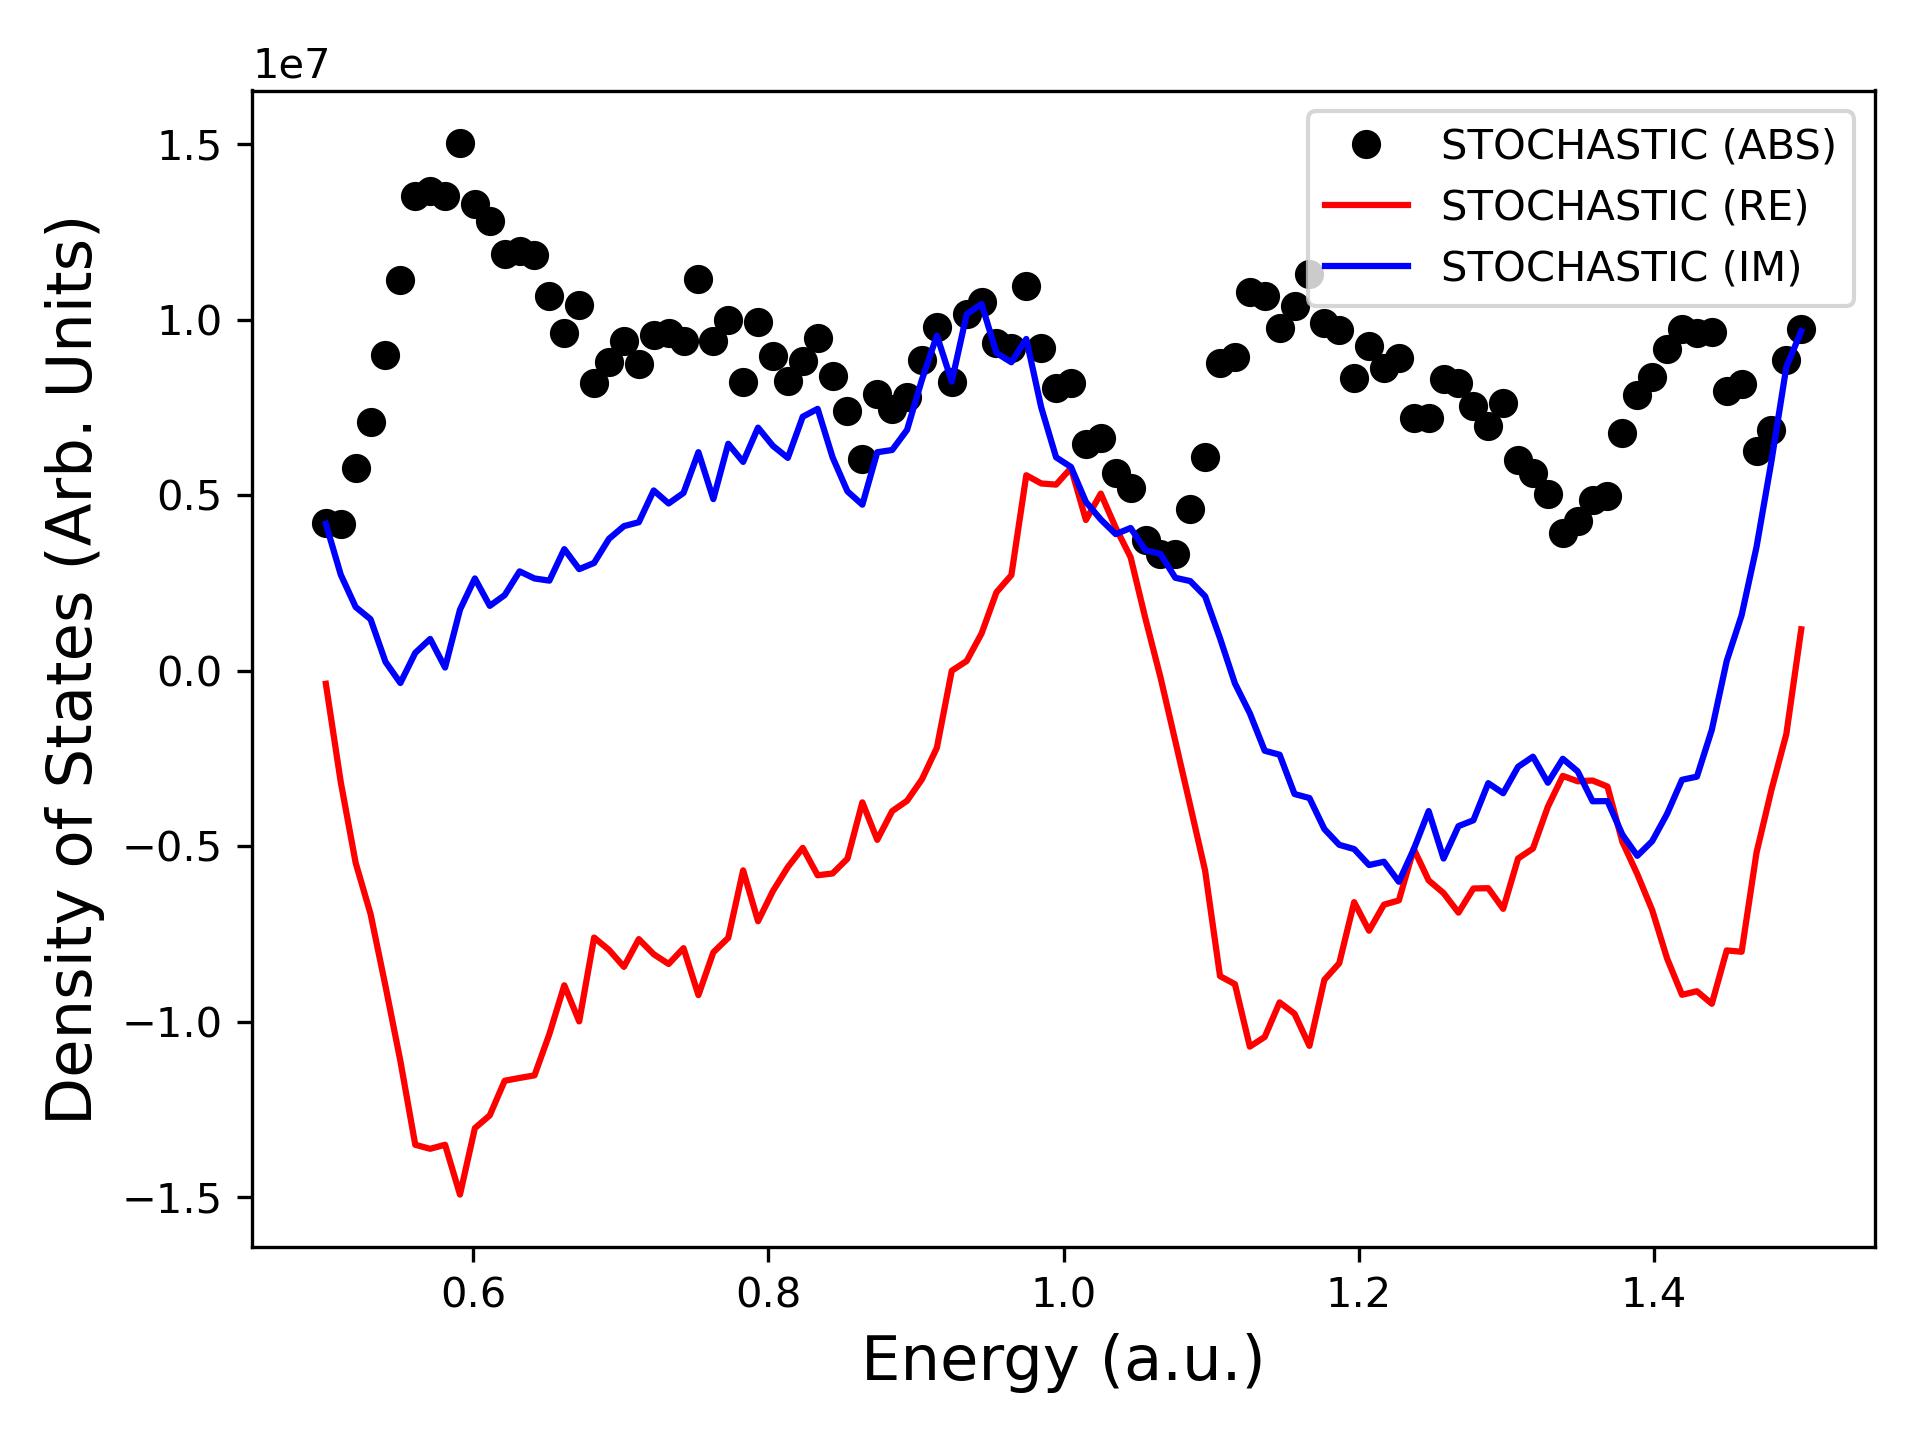 1e7
1.5
1.0
0.5
0.0
−0.5
−1.0
−1.5
Density of States (Arb. Units)
STOCHASTIC (ABS)
STOCHASTIC (RE)
STOCHASTIC (IM)
0.6 0.8 1.0 1.2 1.4
Energy (a.u.)